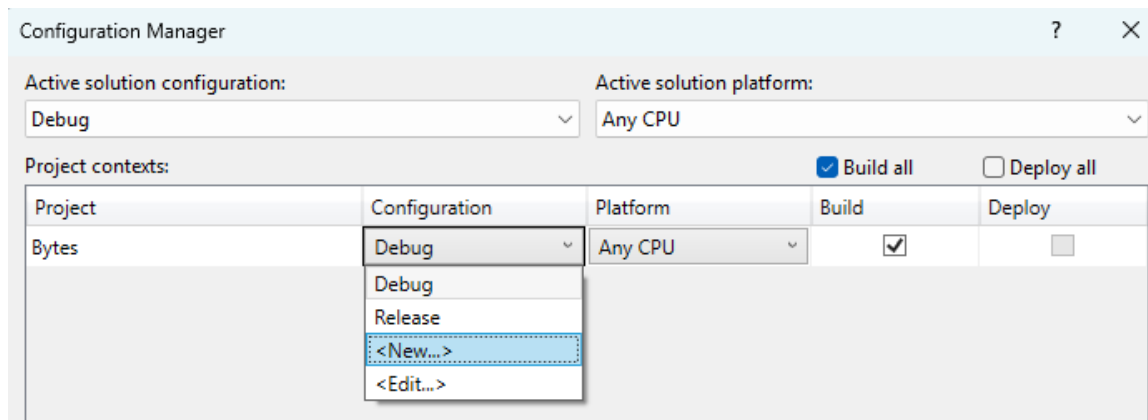 Configuration Manager ? ✕
Active solution configuration: Active solution platform:
Debug Any CPU
Project contexts: Build all Deploy all
Project Configuration Platform Build Deploy
Bytes Debug Any CPU
Debug
Release
<New...>
<Edit...>